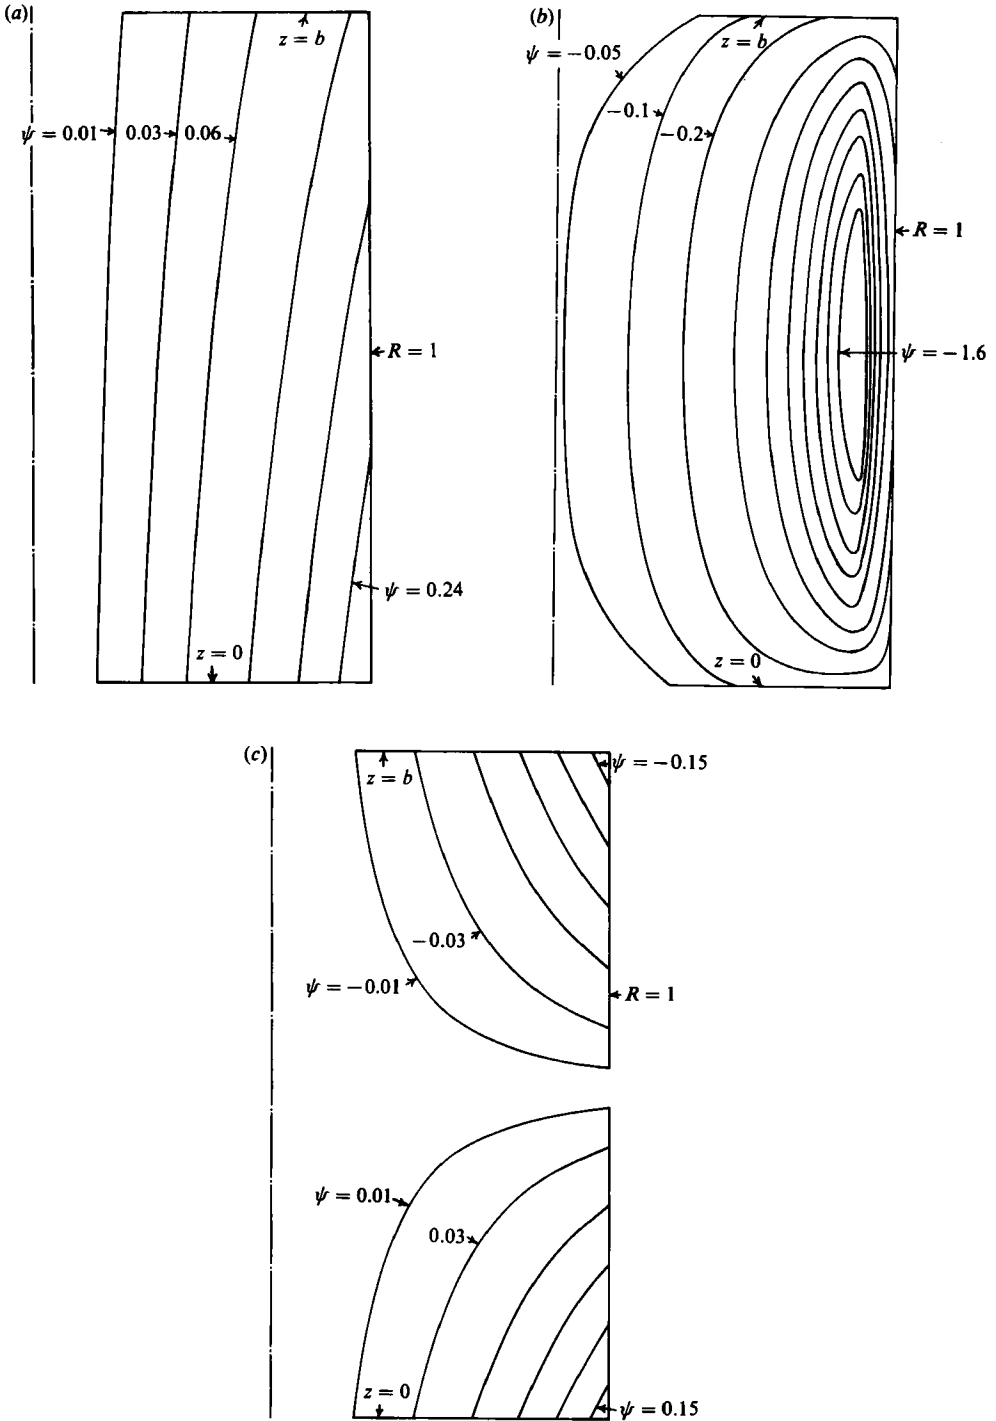 (a)
z = b
ψ = 0.01
0.03
0.06
R = 1
ψ = 0.24
z = 0
(b)
z = b
ψ = −0.05
−0.1
−0.2
R = 1
ψ = −1.6
z = 0
(c)
z = b
ψ = −0.15
−0.03
ψ = −0.01
R = 1
ψ = 0.01
0.03
z = 0
ψ = 0.15